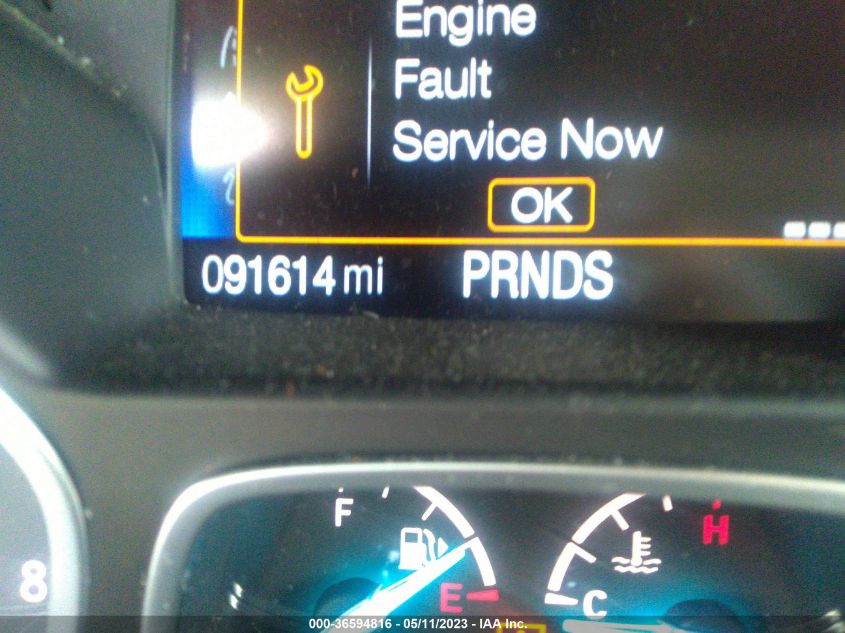 Engine
Fault
Service Now
OK
091614 mi PRNDS
F
H
8
E
C
000-36594816 - 05/11/2023 - IAA Inc.